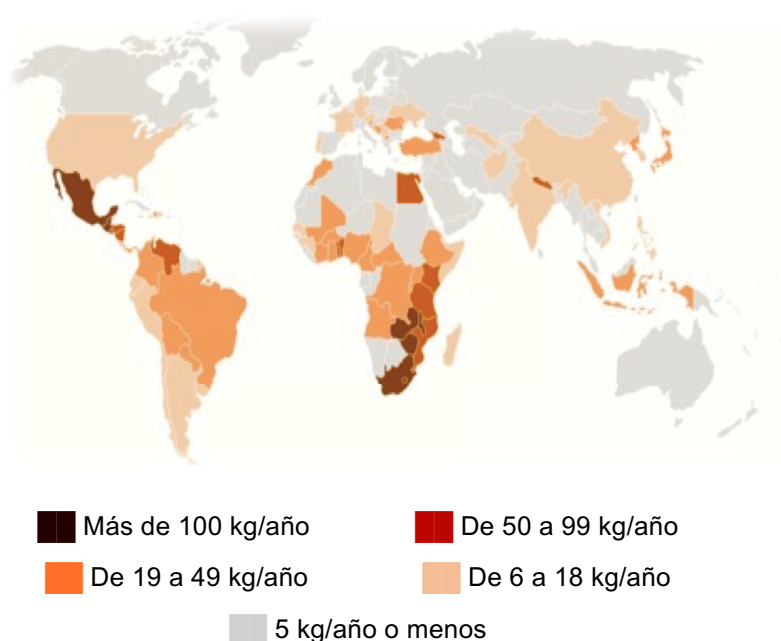 Más de 100 kg/año
De 50 a 99 kg/año
De 19 a 49 kg/año
De 6 a 18 kg/año
5 kg/año o menos